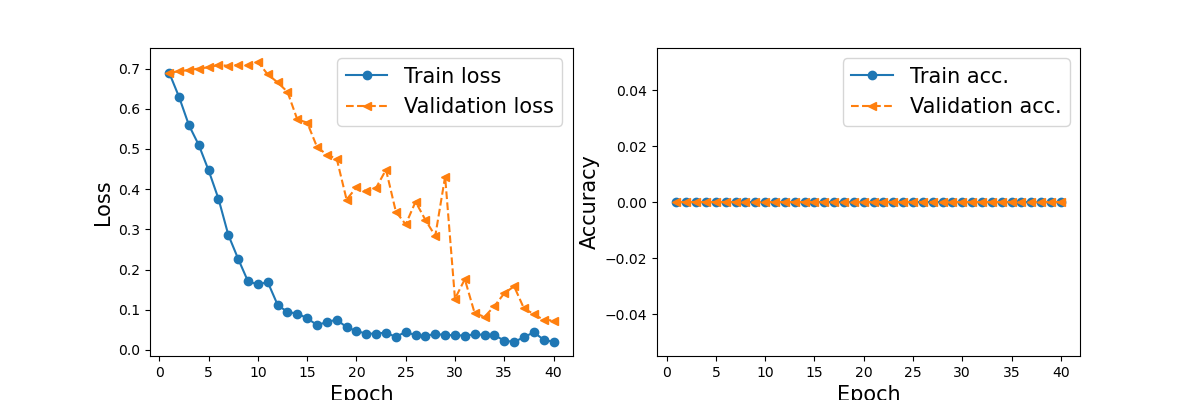 Train loss
Validation loss
Loss
0.7
0.6
0.5
0.4
0.3
0.2
0.1
0.0
0 5 10 15 20 25 30 35 40
Epoch
Train acc.
Validation acc.
Accuracy
0.04
0.02
0.00
−0.02
−0.04
0 5 10 15 20 25 30 35 40
Epoch